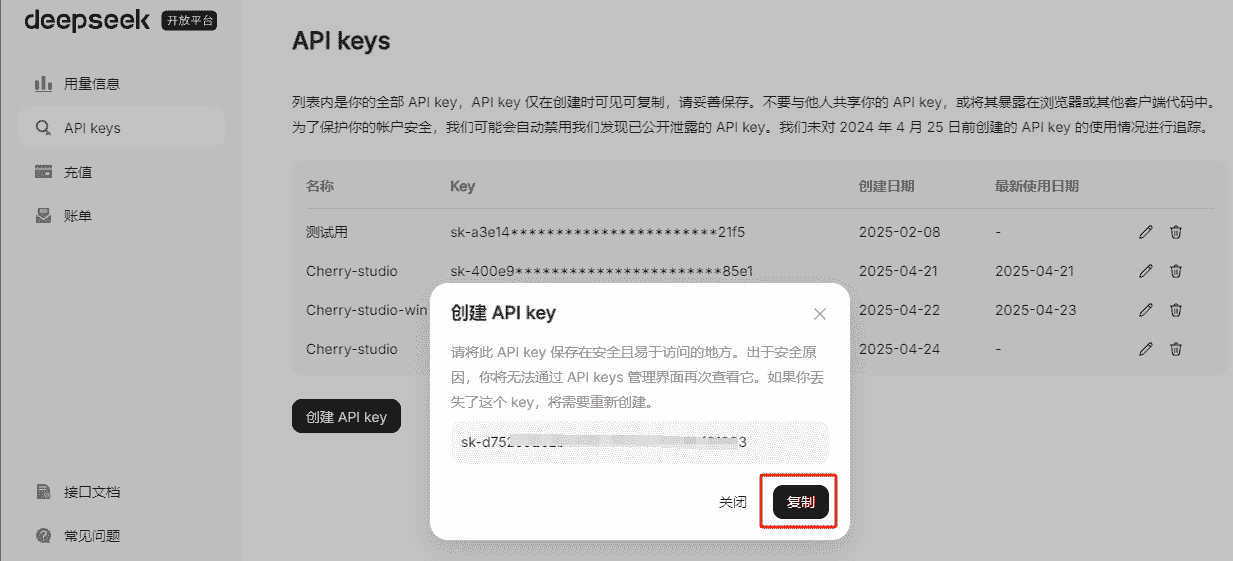 deepseek 开放平台
用量信息
API keys
充值
账单
接口文档
常见问题
API keys
列表内是你的全部 API key，API key 仅在创建时可见可复制，请妥善保存。不要与他人共享你的 API key，或将其暴露在浏览器或其他客户端代码中。
为了保护你的帐户安全，我们可能会自动禁用我们发现已公开泄露的 API key。我们未对 2024 年 4 月 25 日前创建的 API key 的使用情况进行追踪。
名称 Key 创建日期 最新使用日期
测试用 sk-a3e14***********************21f5 2025-02-08 -
Cherry-studio sk-400e9***********************85e1 2025-04-21 2025-04-21
Cherry-studio-win 2025-04-22 2025-04-23
Cherry-studio 2025-04-24 -
创建 API key
创建 API key
请将此 API key 保存在安全且易于访问的地方。出于安全原
因，你将无法通过 API keys 管理界面再次查看它。如果你丢
失了这个 key，将需要重新创建。
sk-d75
关闭 复制